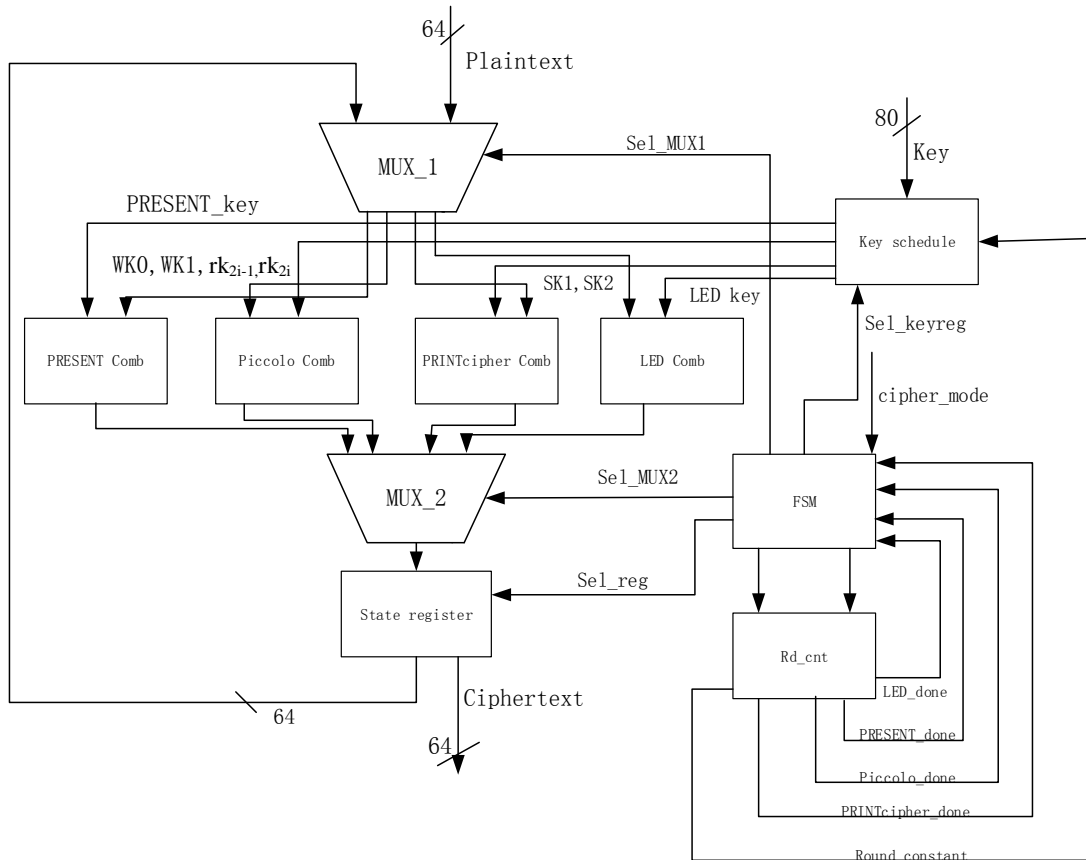 64
Plaintext
80
Key
MUX_1
Sel_MUX1
PRESENT_key
Key schedule
WK0, WK1, rk2i-1,rk2i
SK1, SK2
LED key
Sel_keyreg
PRESENT Comb
Piccolo Comb
PRINTcipher Comb
LED Comb
cipher_mode
MUX_2
Sel_MUX2
FSM
Sel_reg
State register
Rd_cnt
Ciphertext
LED_done
64
PRESENT_done
64
Piccolo_done
PRINTcipher_done
Round constant